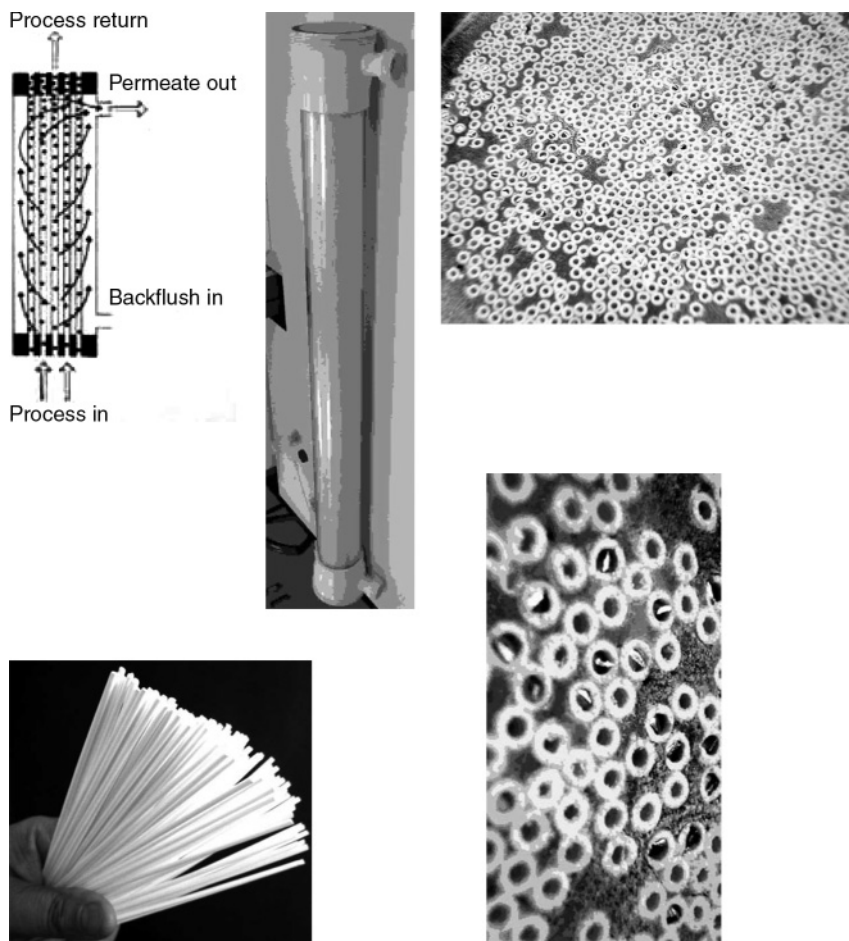 Process return
Permeate out
Backflush in
Process in